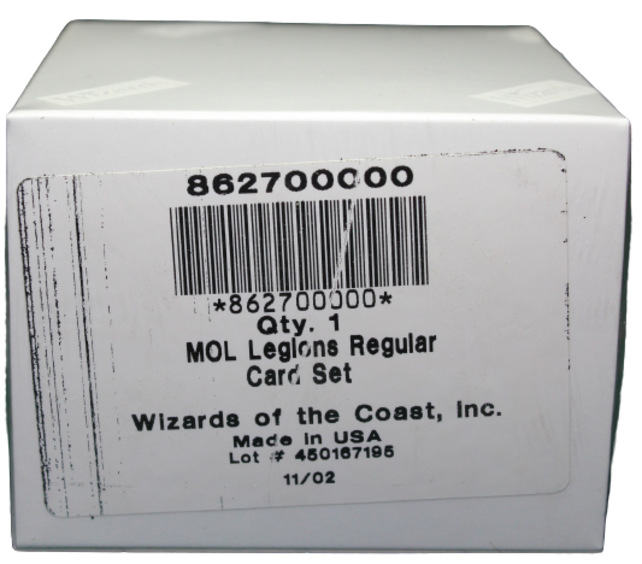 862700000
*862700000*
Qty. 1
MOL Legions Regular
Card Set
Wizards of the Coast, Inc.
Made in USA
Lot # 450167195
11/02